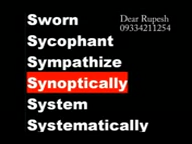 Sworn
Dear Rupesh
09334211254
Sycophant
Sympathize
Synoptically
System
Systematically